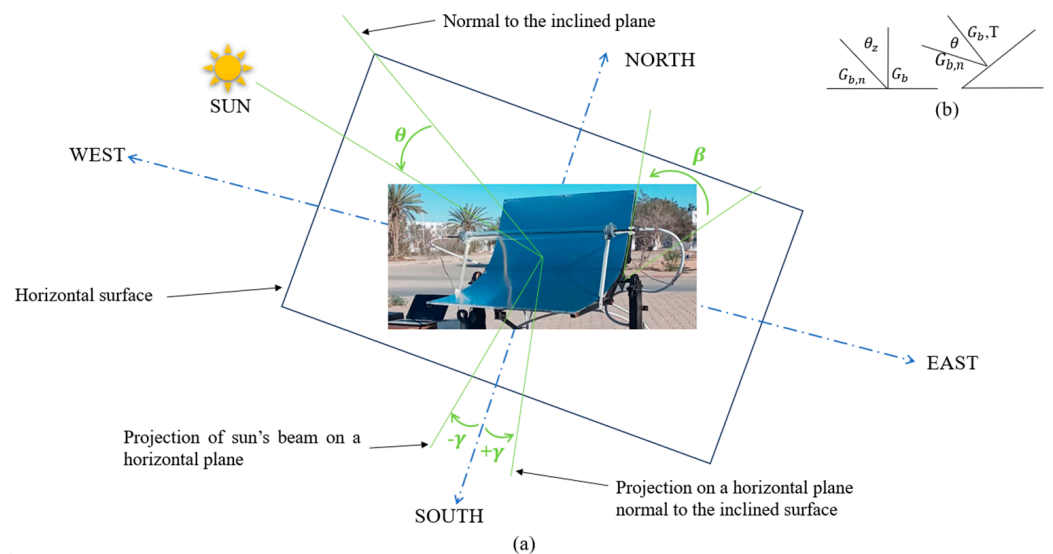 Normal to the inclined plane
NORTH
SUN
WEST
θ
β
θz
Gb,n
Gb
θ
Gb,T
Gb,n
(b)
Horizontal surface
EAST
Projection of sun's beam on a
horizontal plane
-γ
+γ
Projection on a horizontal plane
normal to the inclined surface
SOUTH
(a)